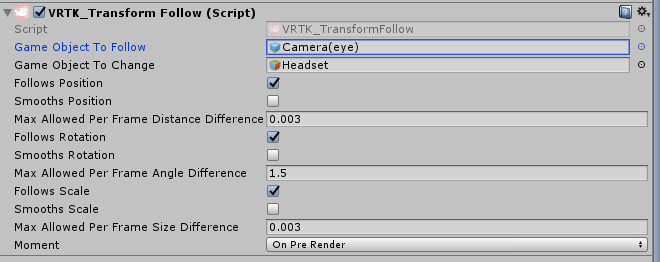 VRTK_Transform Follow (Script)
Script VRTK_TransformFollow
Game Object To Follow Camera(eye)
Game Object To Change Headset
Follows Position
Smooths Position
Max Allowed Per Frame Distance Difference 0.003
Follows Rotation
Smooths Rotation
Max Allowed Per Frame Angle Difference 1.5
Follows Scale
Smooths Scale
Max Allowed Per Frame Size Difference 0.003
Moment On Pre Render